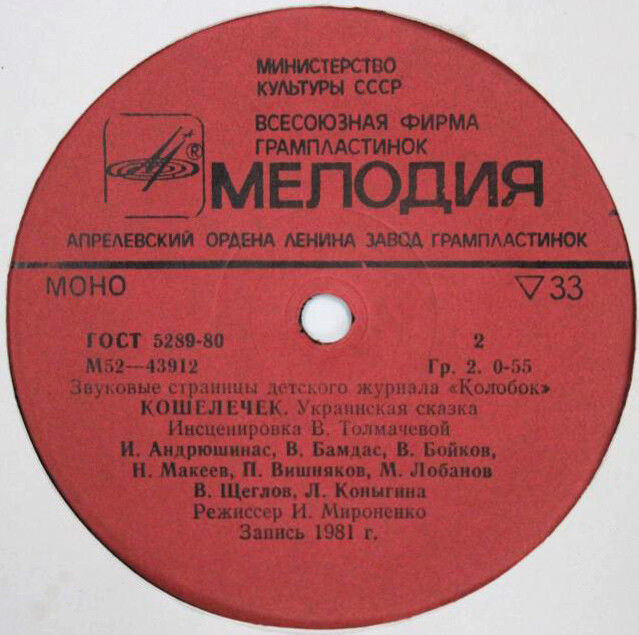 МИНИСТЕРСТВО
КУЛЬТУРЫ СССР
ВСЕСОЮЗНАЯ ФИРМА
ГРАМПЛАСТИНОК
®
МЕЛОДИЯ
АПРЕЛЕВСКИЙ ОРДЕНА ЛЕНИНА ЗАВОД ГРАМПЛАСТИНОК
МОНО ▽ 33
ГОСТ 5289-80 2
М52—43912 Гр. 2. 0-55
Звуковые страницы детского журнала «Колобок»
КОШЕЛЕЧЕК. Украинская сказка
Инсценировка В. Толмачевой
И. Андрюшинас, В. Бамдас, В. Бойков,
Н. Макеев, П. Вишняков, М. Лобанов
В. Щеглов, Л. Коныгина
Режиссер И. Мироненко
Запись 1981 г.